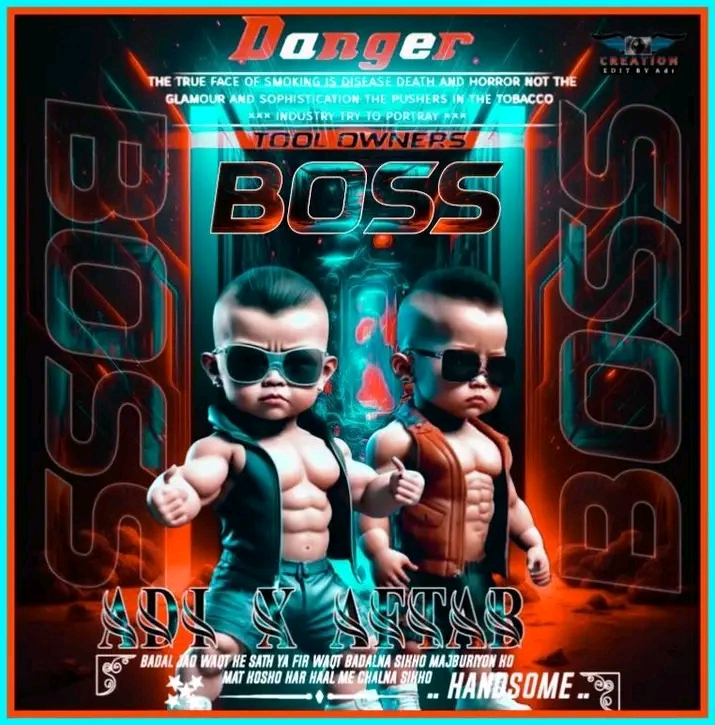 Danger
CREATION
EDIT BY Adi
THE TRUE FACE OF SMOKING IS DISEASE DEATH AND HORROR NOT THE
GLAMOUR AND SOPHISTICATION THE PUSHERS IN THE TOBACCO
*** INDUSTRY TRY TO PORTRAY ***
TOOL OWNERS
BOSS
BOSS
BOSS
ADI X AFTAB
BADAL JAO WAQT KE SATH YA FIR WAQT BADALNA SIKHO MAJBURIYON KO
MAT KOSHO HAR HAAL ME CHALNA SIKHO
.. HANDSOME ..